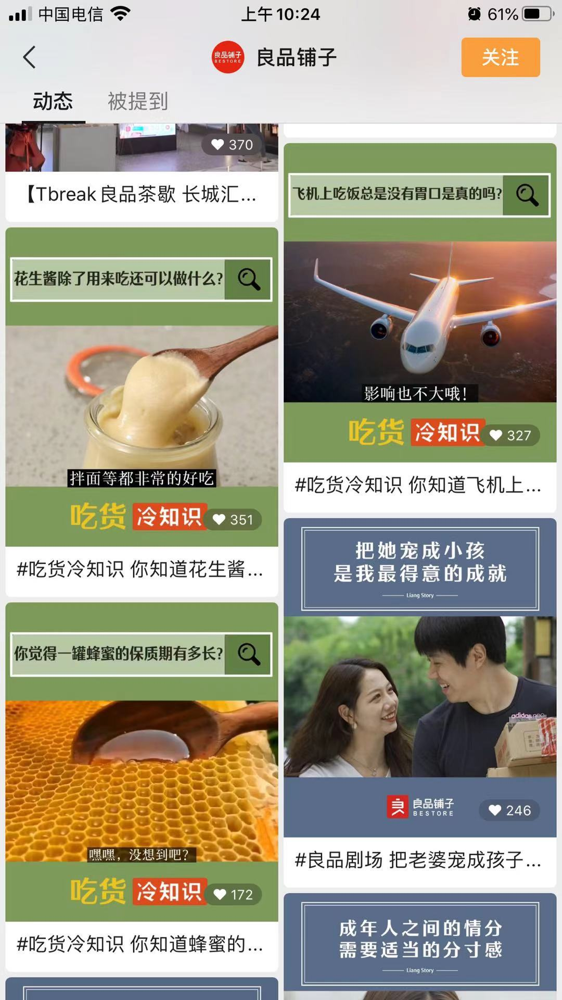 中国电信
上午10:24
61%
良品铺子
BESTORE
良品铺子
关注
动态
被提到
370
【Tbreak良品茶歇 长城汇...
花生酱除了用来吃还可以做什么?
拌面等都非常的好吃
吃货 冷知识
351
#吃货冷知识 你知道花生酱...
你觉得一罐蜂蜜的保质期有多长?
嘿嘿，没想到吧?
吃货 冷知识
172
#吃货冷知识 你知道蜂蜜的...
飞机上吃饭总是没有胃口是真的吗?
影响也不大哦!
吃货 冷知识
327
#吃货冷知识 你知道飞机上...
把她宠成小孩
是我最得意的成就
Liang Story
adidas neo
良品铺子
BESTORE
246
#良品剧场 把老婆宠成孩子...
成年人之间的情分
需要适当的分寸感
Liang Story